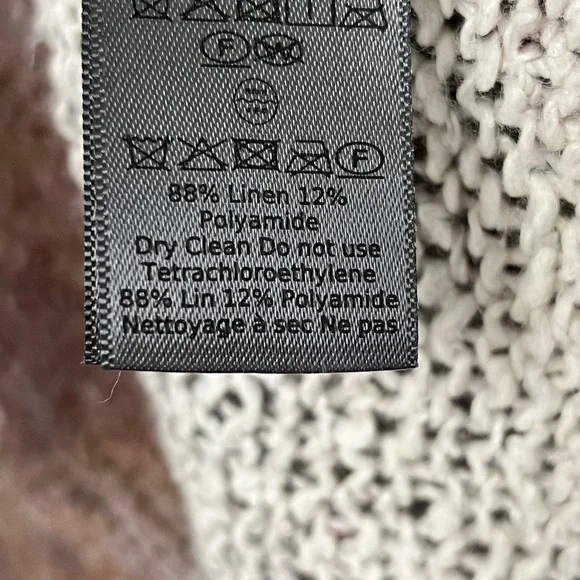 F W
F
88% Linen 12%
Polyamide
Dry Clean Do not use
Tetrachloroethylene
88% Lin 12% Polyamide
Nettoyage à sec Ne pas